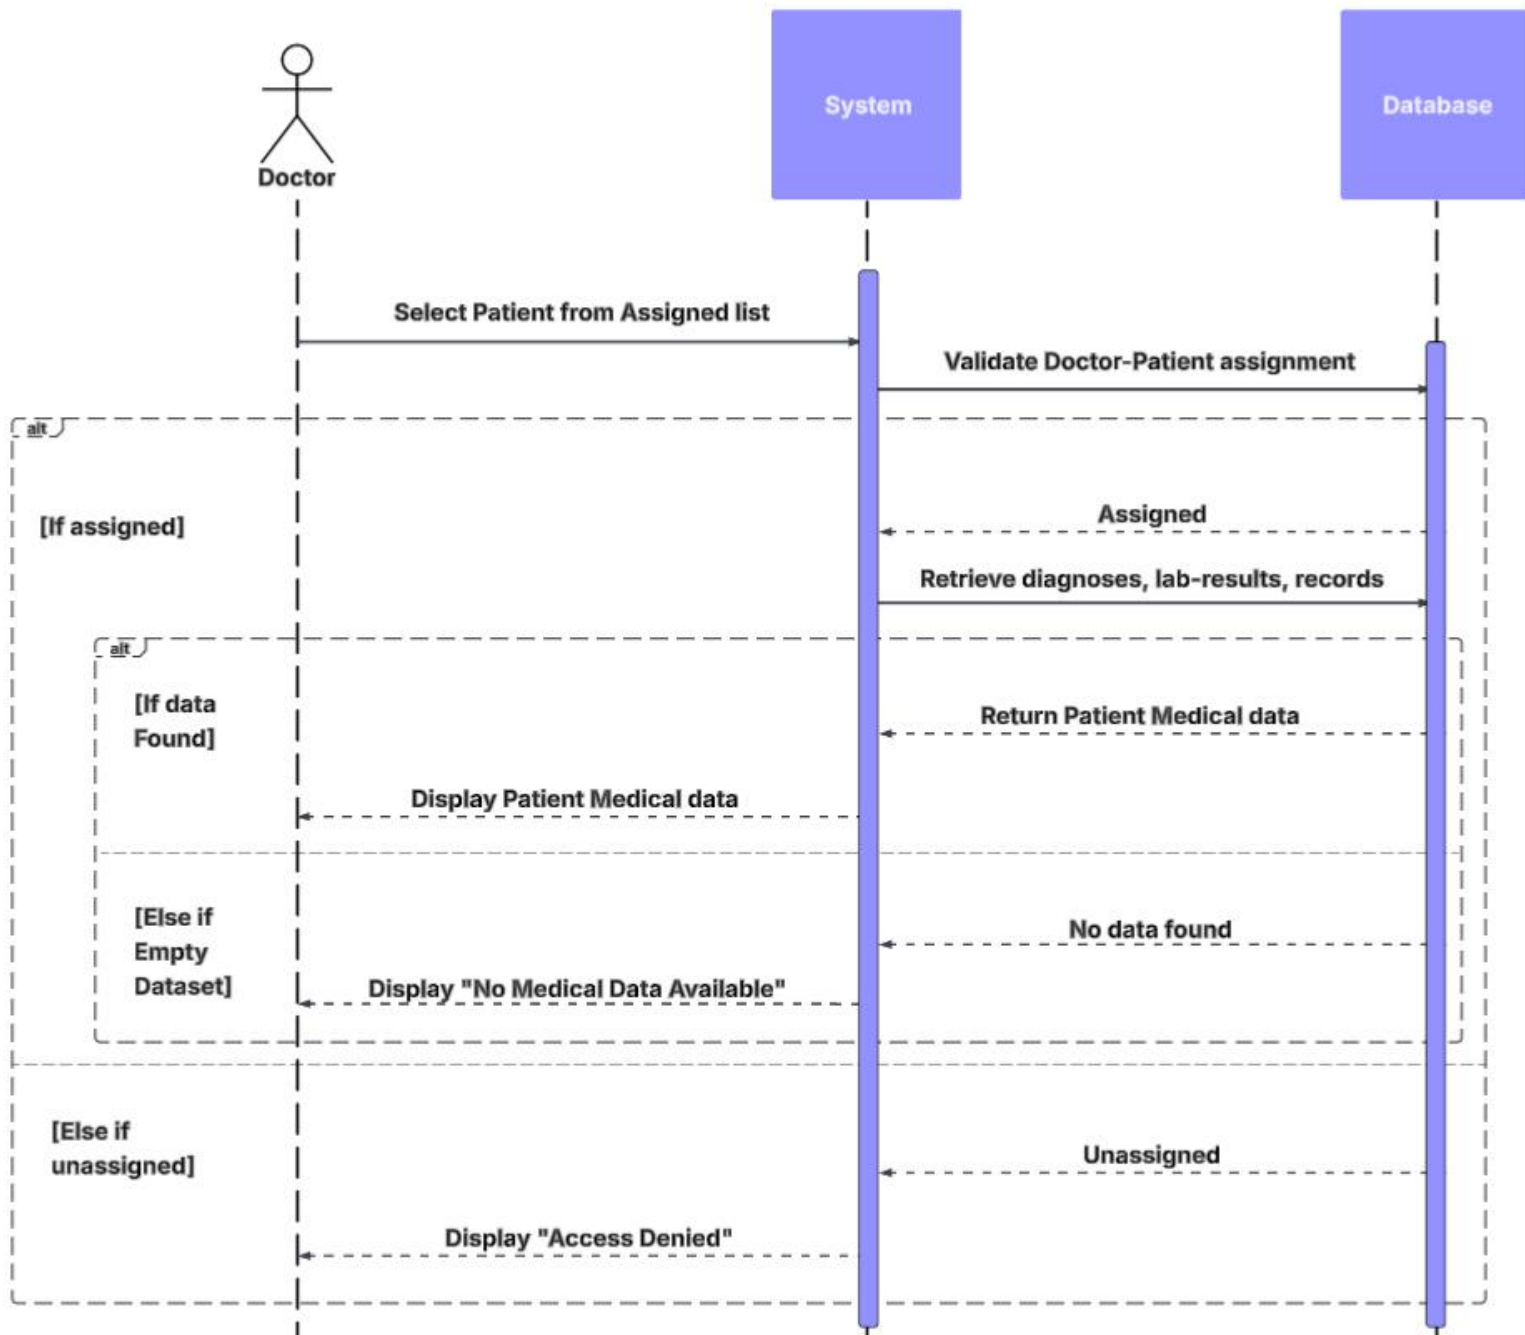 System
Database
Doctor
Select Patient from Assigned list
Validate Doctor-Patient assignment
alt
[If assigned]
Assigned
Retrieve diagnoses, lab-results, records
alt
[If data
Found]
Return Patient Medical data
Display Patient Medical data
[Else if
Empty
Dataset]
No data found
Display "No Medical Data Available"
[Else if
unassigned]
Unassigned
Display "Access Denied"